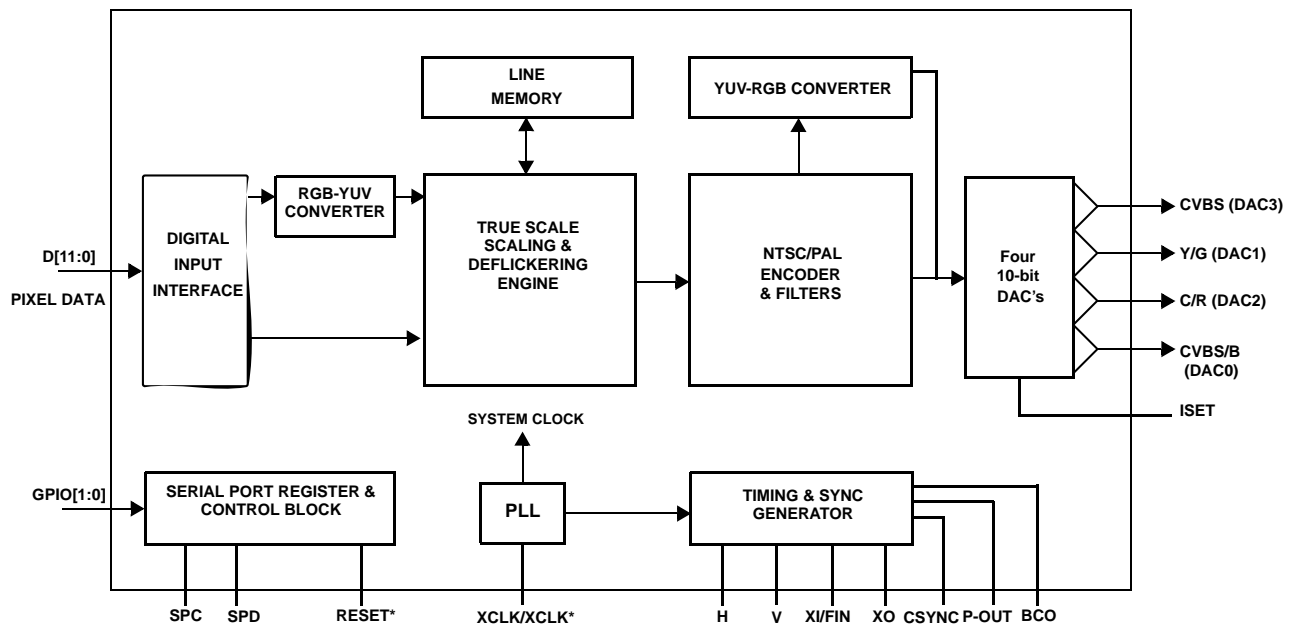 LINE
MEMORY
YUV-RGB CONVERTER
RGB-YUV
CONVERTER
TRUE SCALE
SCALING &
DEFLICKERING
ENGINE
NTSC/PAL
ENCODER
& FILTERS
Four
10-bit
DAC's
CVBS (DAC3)
Y/G (DAC1)
C/R (DAC2)
CVBS/B
(DAC0)
ISET
D[11:0]
PIXEL DATA
DIGITAL
INPUT
INTERFACE
SYSTEM CLOCK
GPIO[1:0]
SERIAL PORT REGISTER &
CONTROL BLOCK
PLL
TIMING & SYNC
GENERATOR
SPC
SPD
RESET*
XCLK/XCLK*
H
V
XI/FIN
XO
CSYNC
P-OUT
BCO